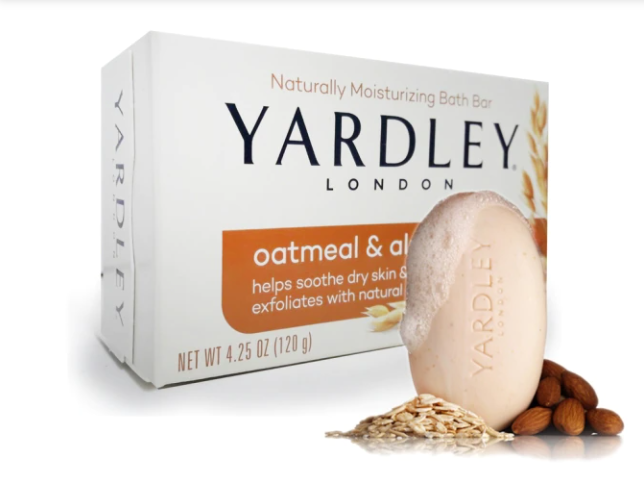 Naturally Moisturizing Bath Bar
YARDLEY
LONDON
oatmeal &
helps soothe dry skin &
exfoliates with natural
NET WT 4.25 OZ (120 g)
YARDLEY
YARDLEY
LONDON